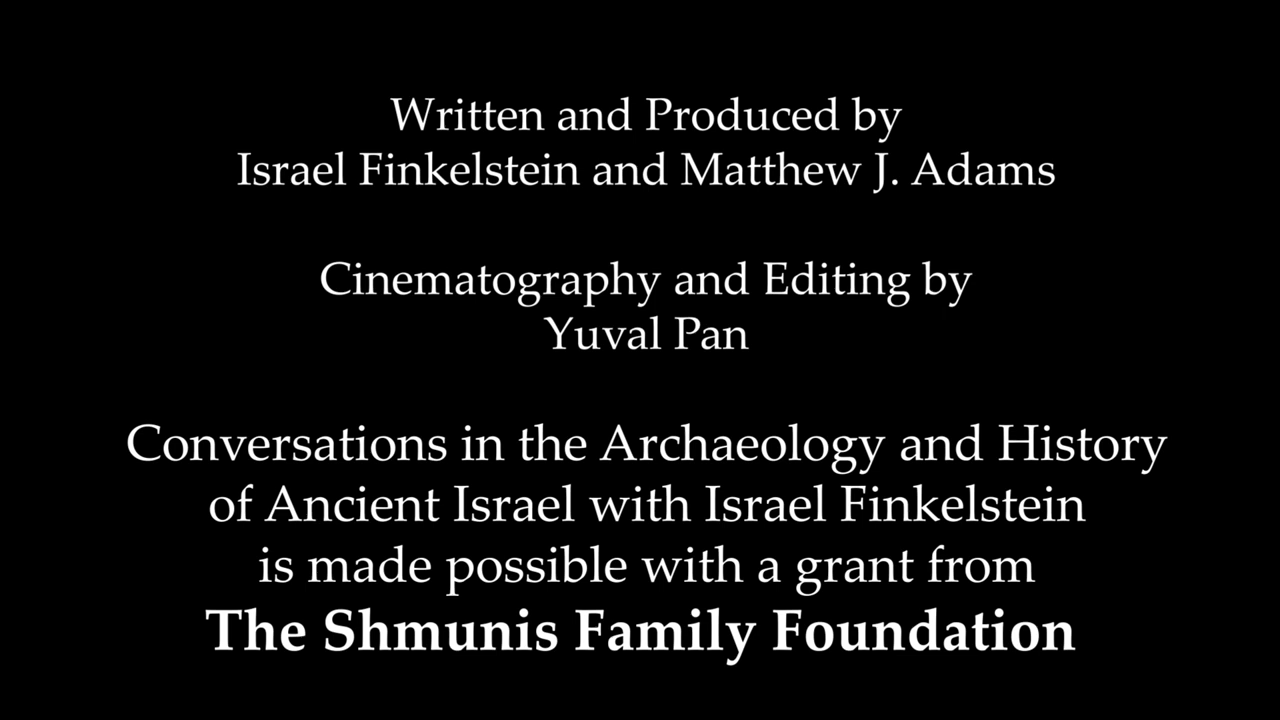 Written and Produced by
Israel Finkelstein and Matthew J. Adams
Cinematography and Editing by
Yuval Pan
Conversations in the Archaeology and History
of Ancient Israel with Israel Finkelstein
is made possible with a grant from
The Shmunis Family Foundation